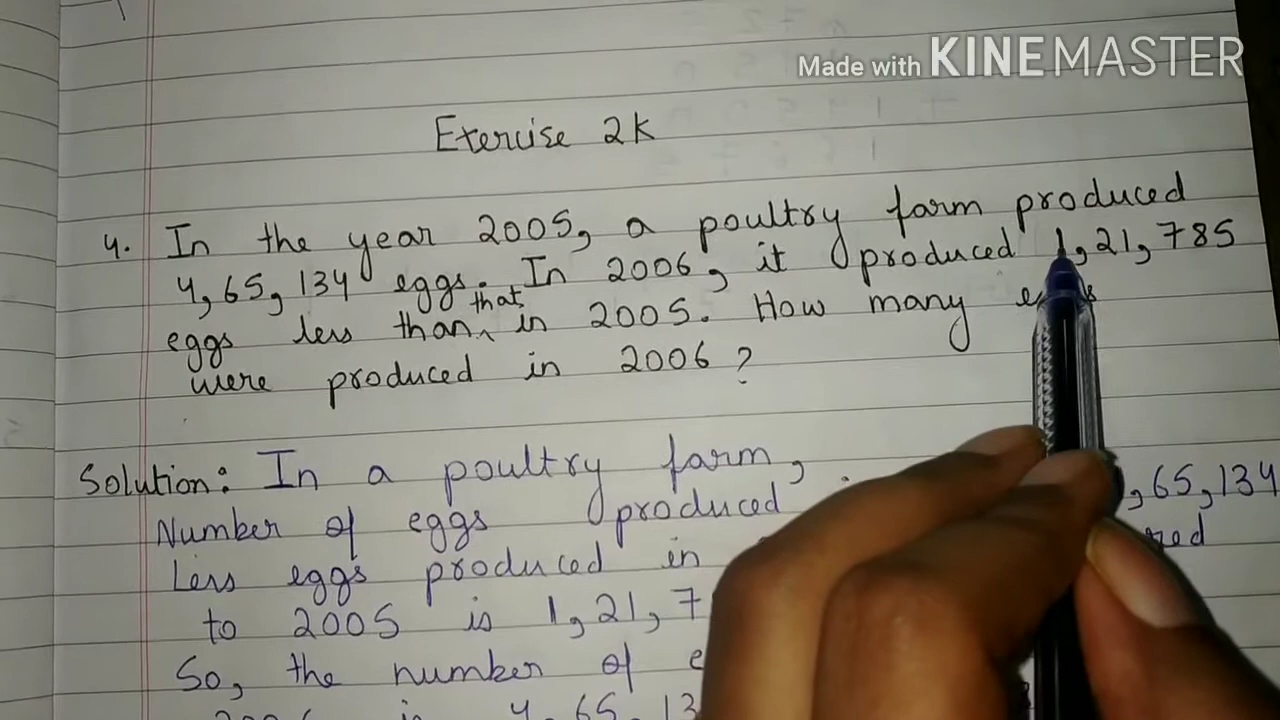 Made with KINEMASTER
Exercise 2K
4. In the year 2005, a poultry farm produced
4,65,134 eggs. In 2006, it produced 1,21,785
eggs less than that in 2005. How many
were produced in 2006?
Solution: In a poultry farm,
Number of eggs produced ,65,134
Less eggs produced in
to 2005 is 1,21,7
So, the number of
4,65,13